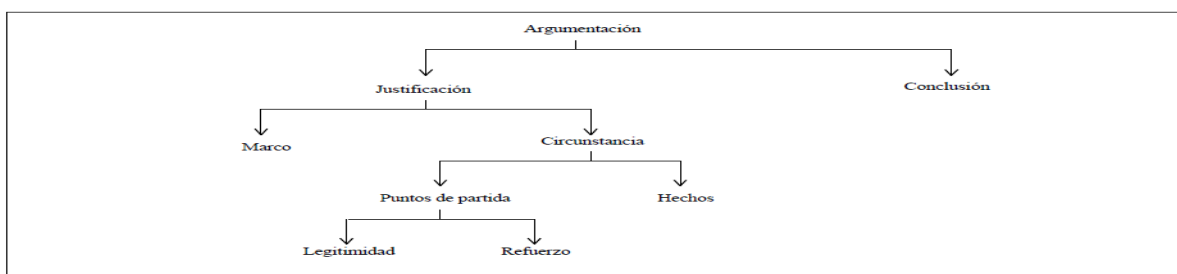 Argumentación
Justificación
Conclusión
Marco
Circunstancia
Puntos de partida
Hechos
Legitimidad
Refuerzo